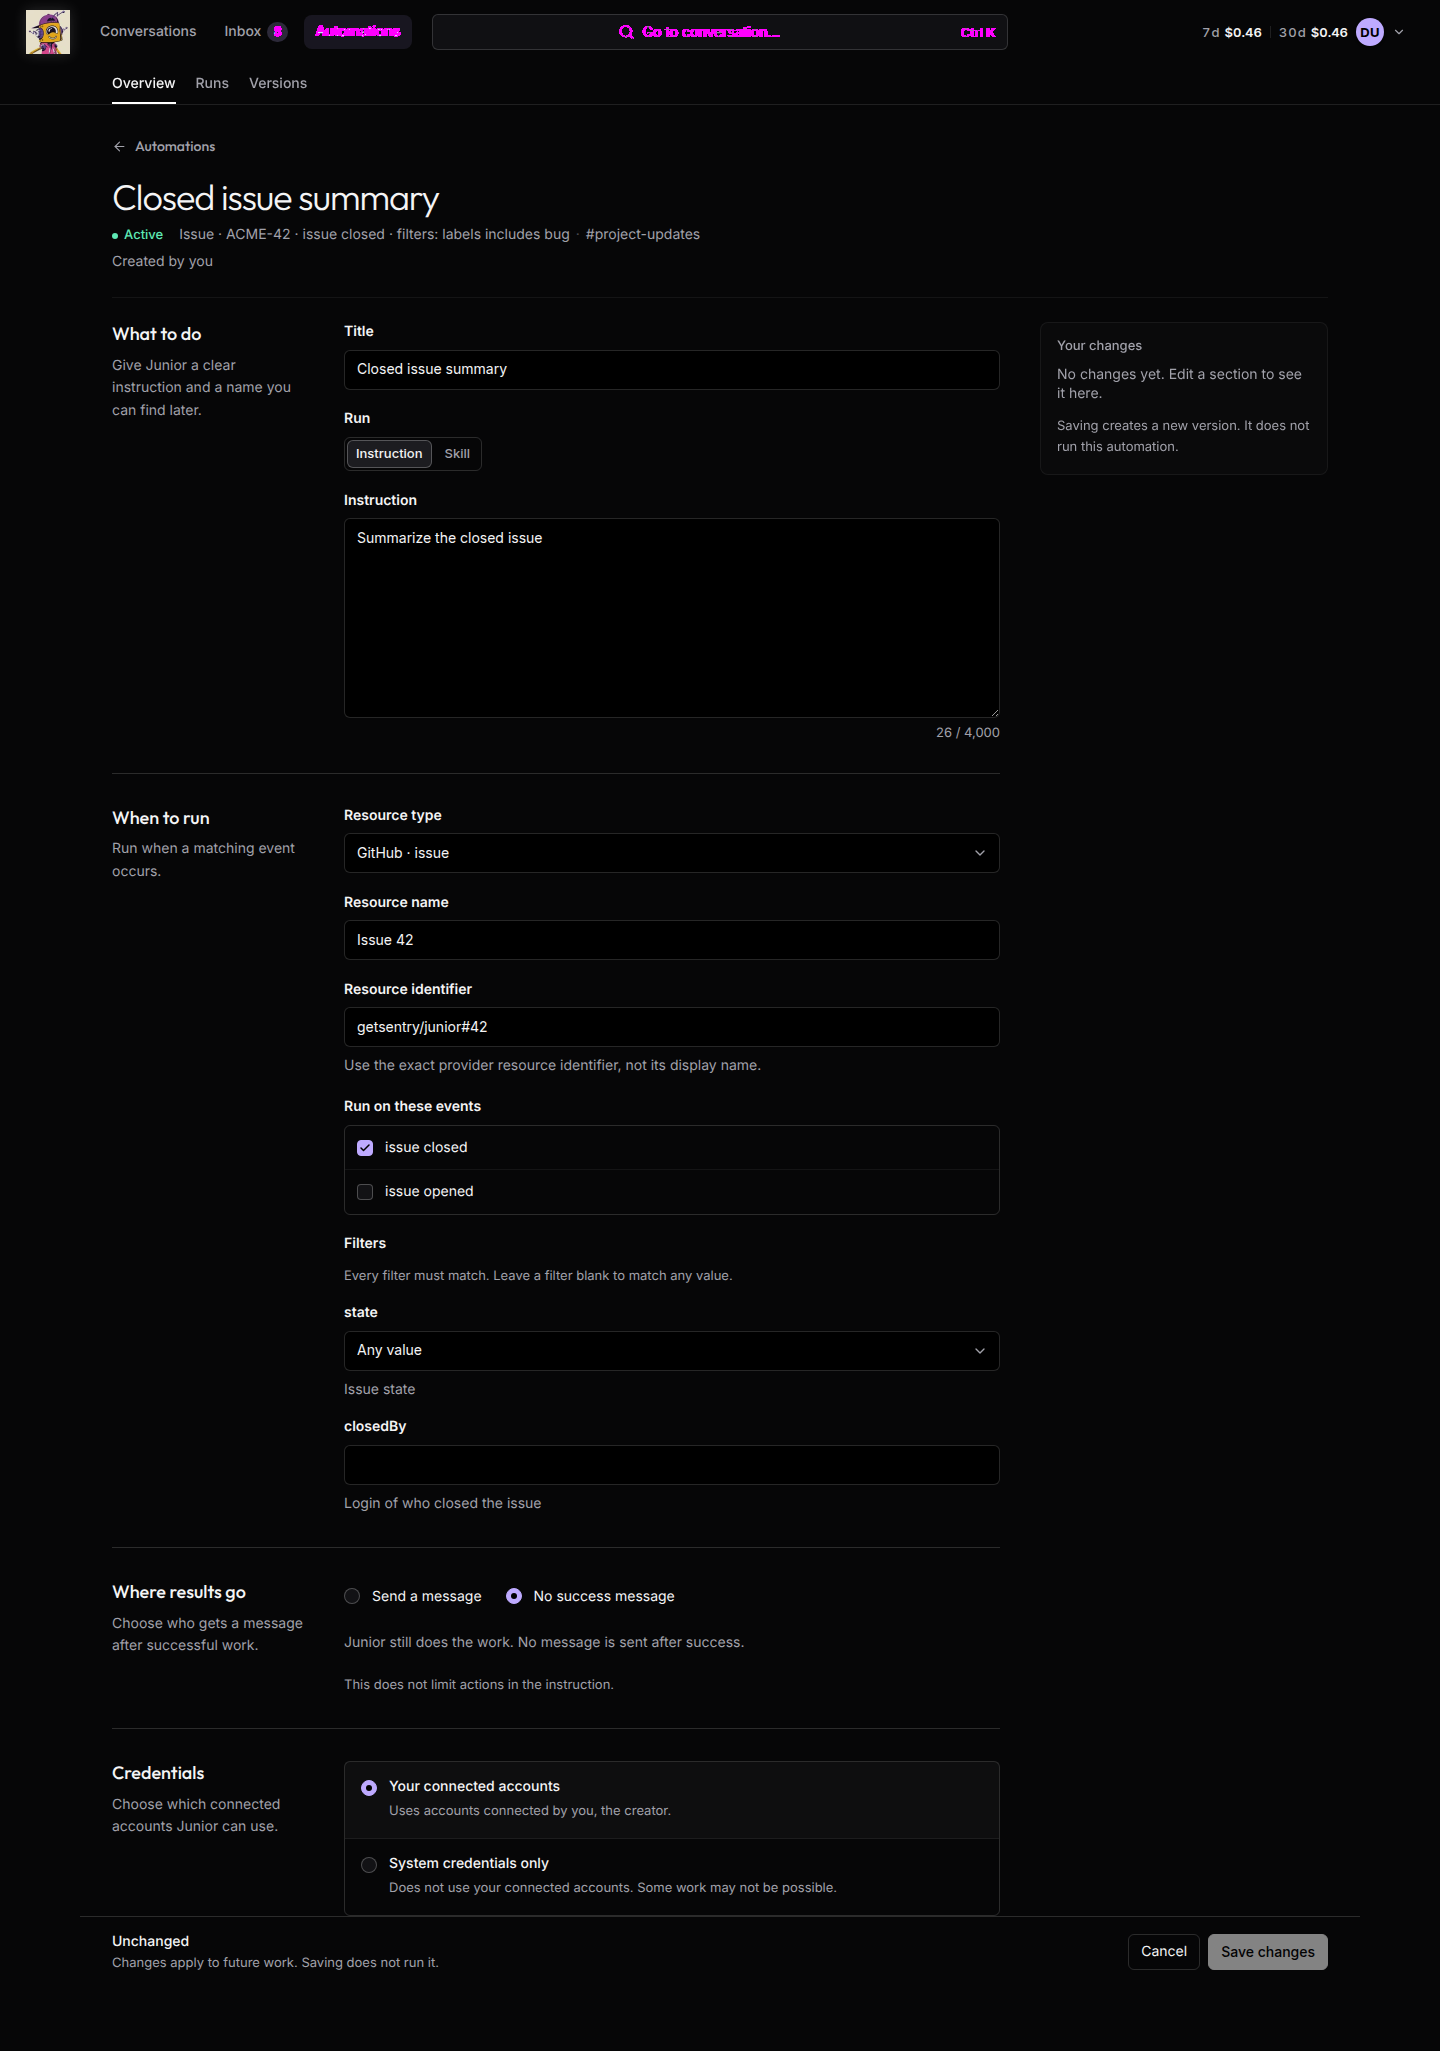 Conversations
Inbox
Automations
Go to conversation...
Ctrl K
7d $0.46
30d $0.46
DU
Overview
Runs
Versions
Automations
Closed issue summary
Active
Issue · ACME-42 · issue closed · filters: labels includes bug · #project-updates
Created by you
What to do
Give Junior a clear
instruction and a name you
can find later.
Title
Closed issue summary
Run
Instruction
Skill
Instruction
Summarize the closed issue
26 / 4,000
Your changes
No changes yet. Edit a section to see
it here.
Saving creates a new version. It does not
run this automation.
When to run
Run when a matching event
occurs.
Resource type
GitHub · issue
Resource name
Issue 42
Resource identifier
getsentry/junior#42
Use the exact provider resource identifier, not its display name.
Run on these events
issue closed
issue opened
Filters
Every filter must match. Leave a filter blank to match any value.
state
Any value
Issue state
closedBy
Login of who closed the issue
Where results go
Choose who gets a message
after successful work.
Send a message
No success message
Junior still does the work. No message is sent after success.
This does not limit actions in the instruction.
Credentials
Choose which connected
accounts Junior can use.
Your connected accounts
Uses accounts connected by you, the creator.
System credentials only
Does not use your connected accounts. Some work may not be possible.
Unchanged
Changes apply to future work. Saving does not run it.
Cancel
Save changes